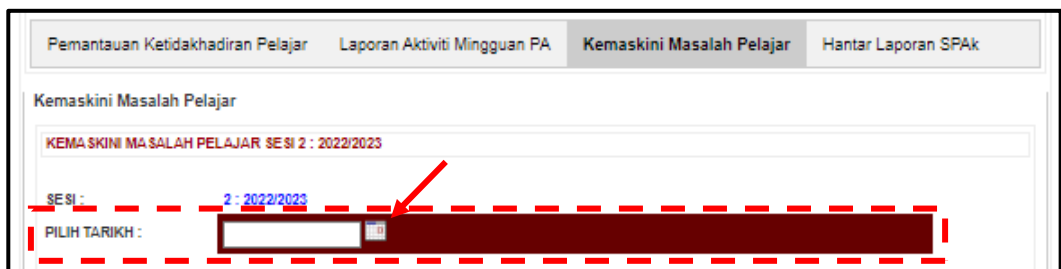 Pemantauan Ketidakhadiran Pelajar Laporan Aktiviti Mingguan PA Kemaskini Masalah Pelajar Hantar Laporan SPAk
Kemaskini Masalah Pelajar
KEMASKINI MASALAH PELAJAR SESI 2 : 2022/2023
SESI : 2 : 2022/2023
PILIH TARIKH :